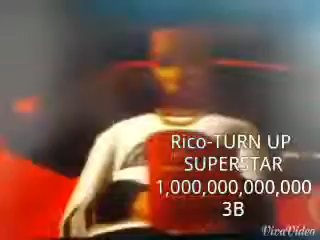 Rico-TURN UP
SUPERSTAR
1,000,000,000,000
3B
VivaVideo